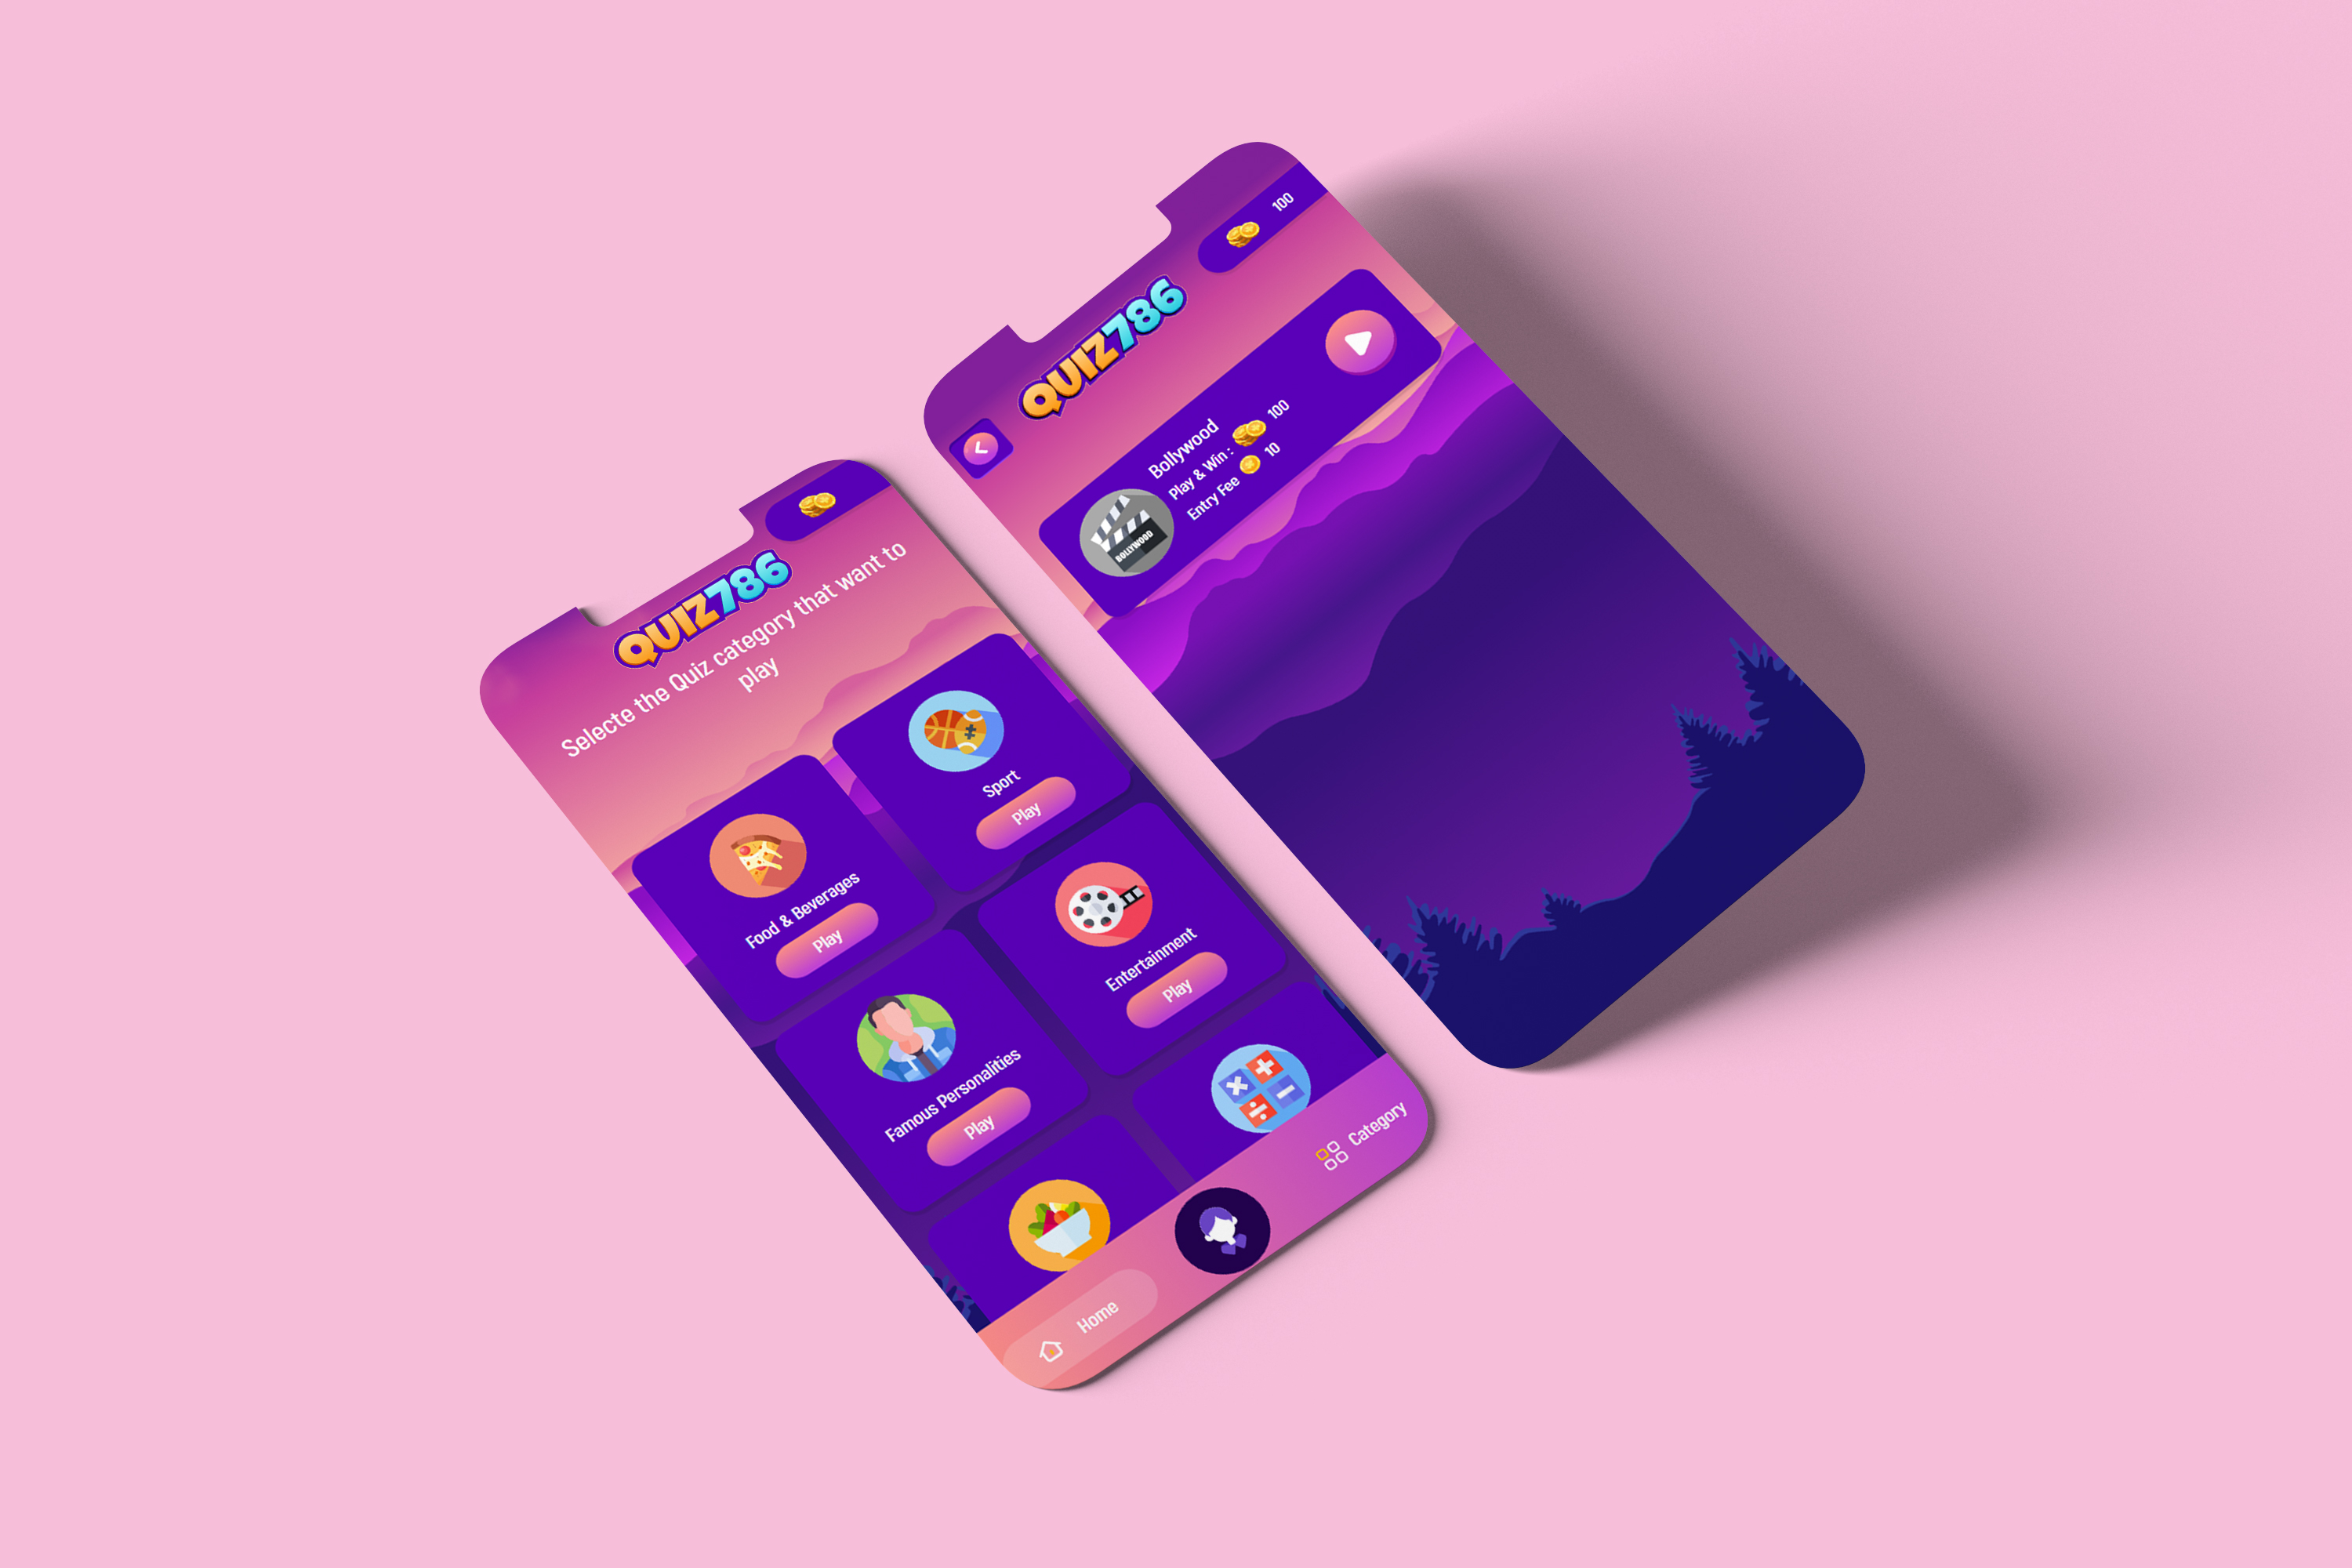 QUIZ786
Selecte the Quiz category that want to
play
Food & Beverages
Play
Sport
Play
Famous Personalities
Play
Entertainment
Play
Home
Category
100
QUIZ786
Bollywood
Play & Win : 100
Entry Fee 10
BOLLYWOOD